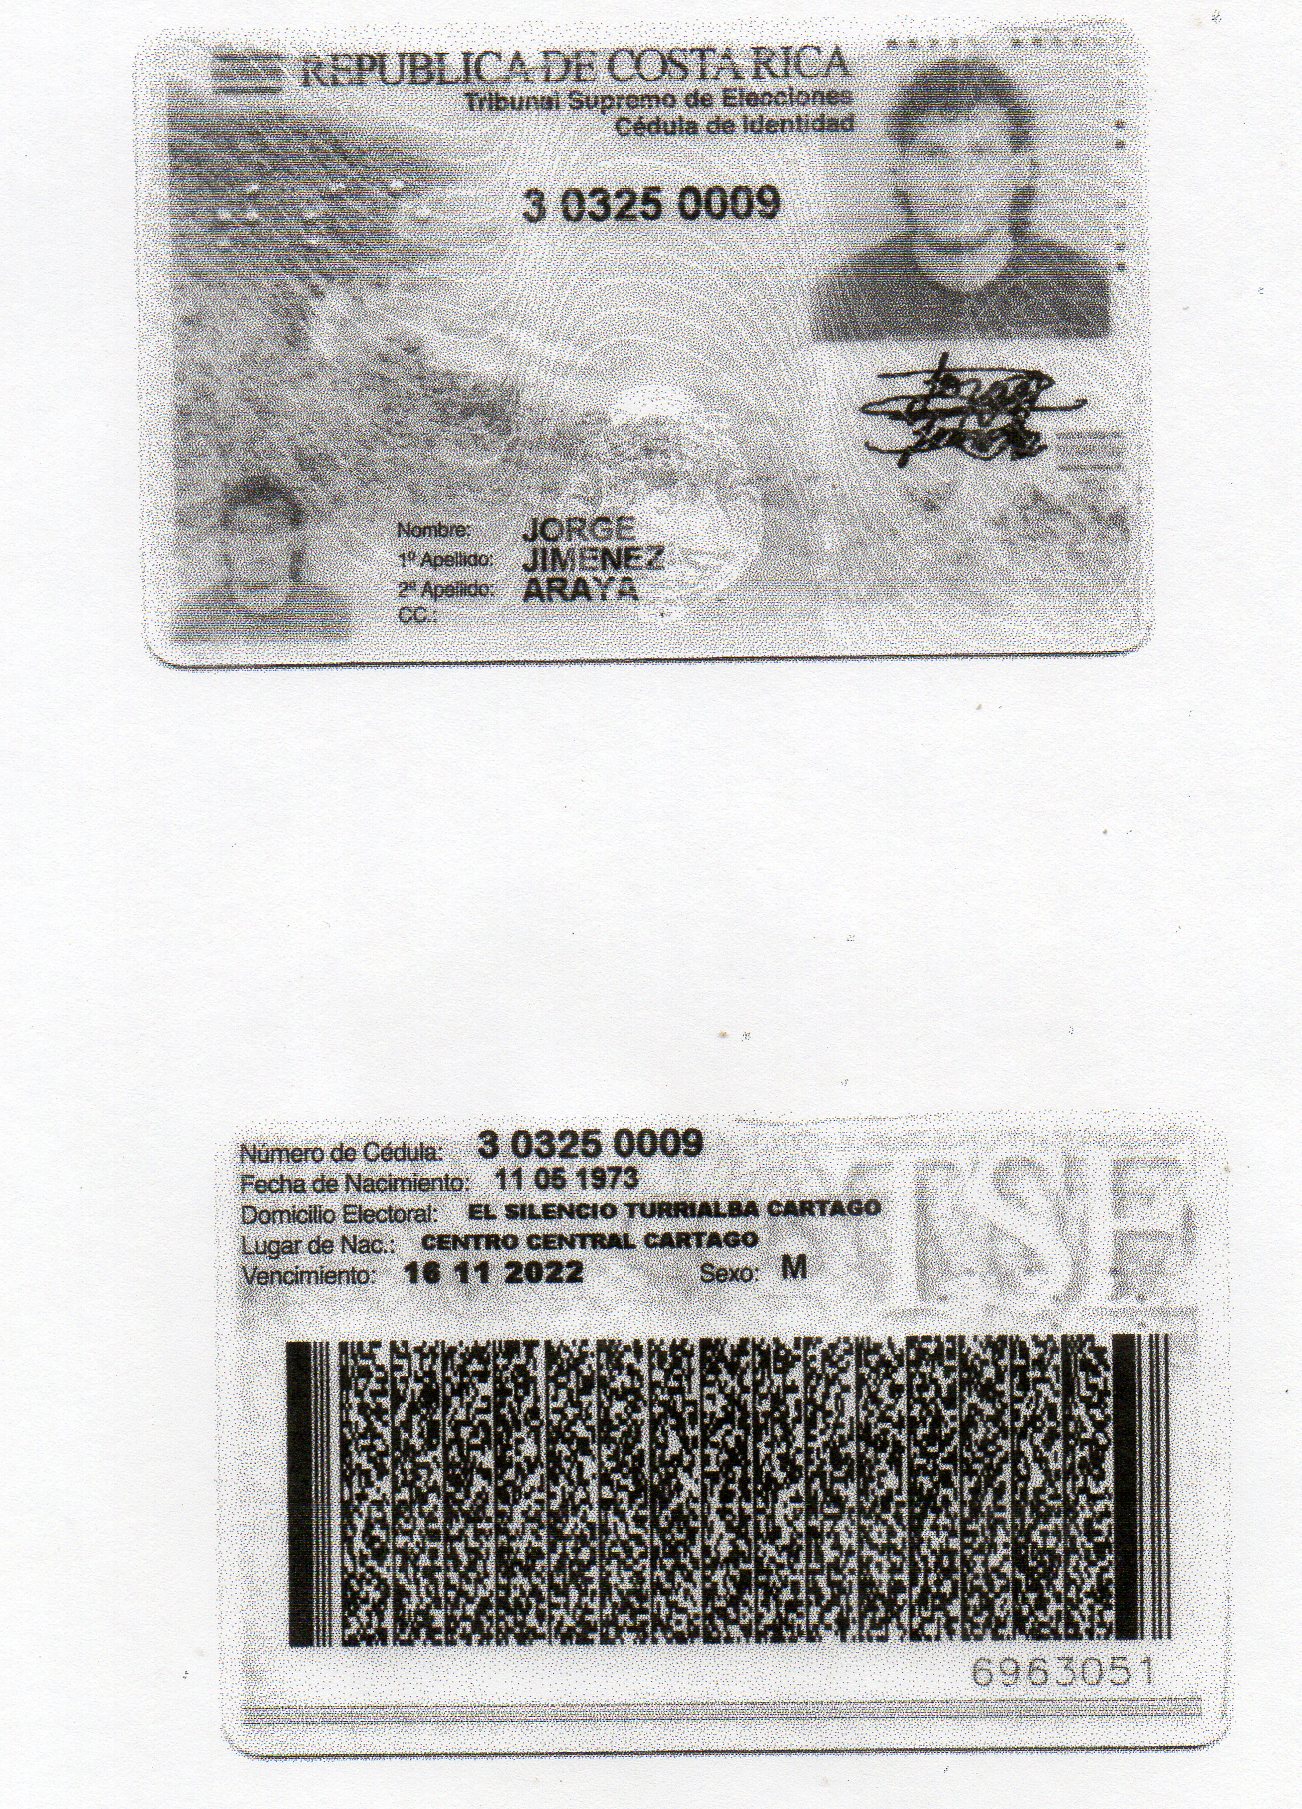 REPUBLICA DE COSTA RICA
Tribunal Supremo de Elecciones
Cédula de Identidad
3 0325 0009
Jorge
Jimenez
Nombre: JORGE
1º Apellido: JIMENEZ
2º Apellido: ARAYA
CC.:
Número de Cédula: 3 0325 0009
Fecha de Nacimiento: 11 05 1973
Domicilio Electoral: EL SILENCIO TURRIALBA CARTAGO
Lugar de Nac.: CENTRO CENTRAL CARTAGO
Vencimiento: 16 11 2022 Sexo: M
TSE
6963051